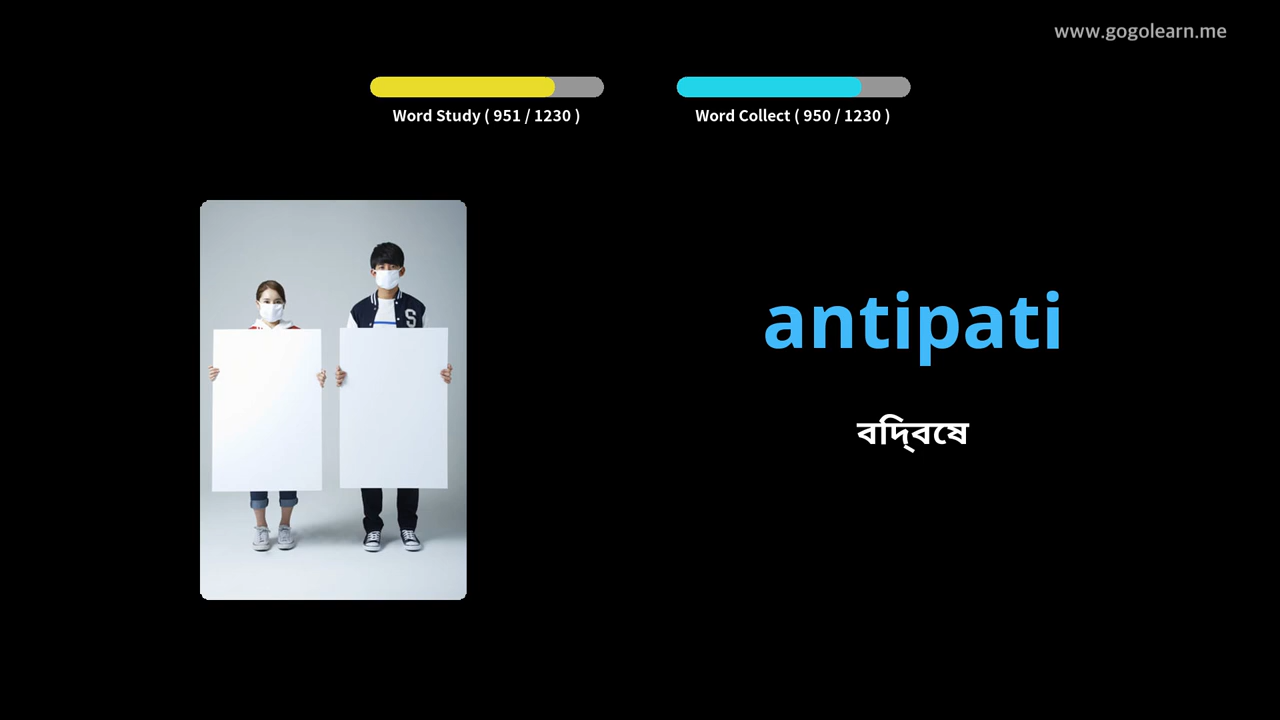 www.gogolearn.me
Word Study ( 951 / 1230 )
Word Collect ( 950 / 1230 )
S
antipati
বদি্বষে